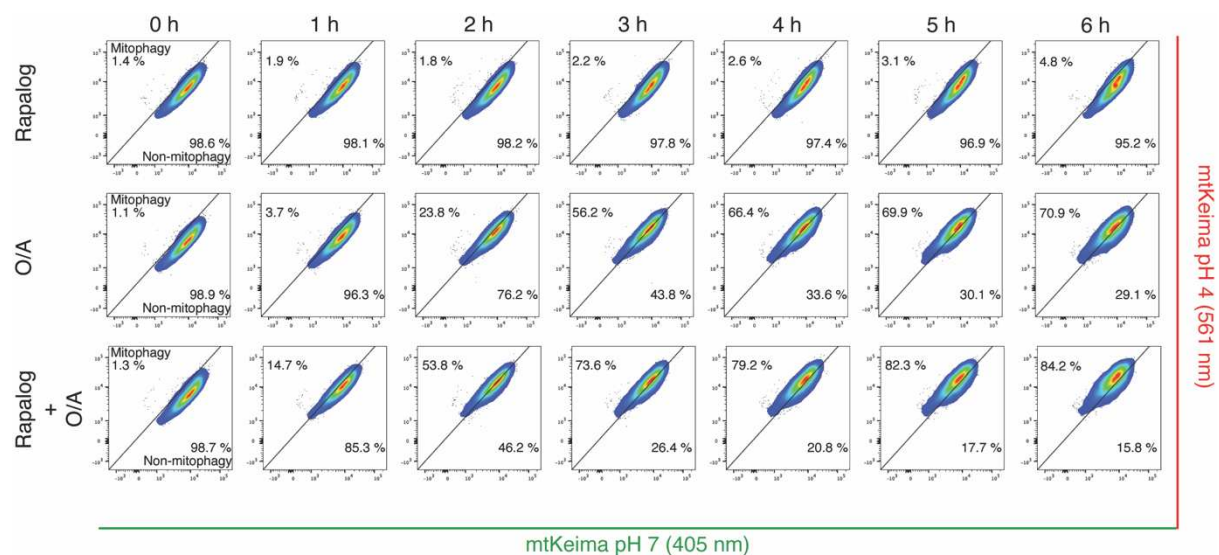 0 h 1 h 2 h 3 h 4 h 5 h 6 h
Rapalog
Mitophagy
1.4 % 1.9 % 1.8 % 2.2 % 2.6 % 3.1 % 4.8 %
98.6 % 98.1 % 98.2 % 97.8 % 97.4 % 96.9 % 95.2 %
Non-mitophagy
O/A
Mitophagy
1.1 % 3.7 % 23.8 % 56.2 % 66.4 % 69.9 % 70.9 %
98.9 % 96.3 % 76.2 % 43.8 % 33.6 % 30.1 % 29.1 %
Non-mitophagy
Rapalog
+
O/A
Mitophagy
1.3 % 14.7 % 53.8 % 73.6 % 79.2 % 82.3 % 84.2 %
98.7 % 85.3 % 46.2 % 26.4 % 20.8 % 17.7 % 15.8 %
Non-mitophagy
mtKeima pH 4 (561 nm)
mtKeima pH 7 (405 nm)